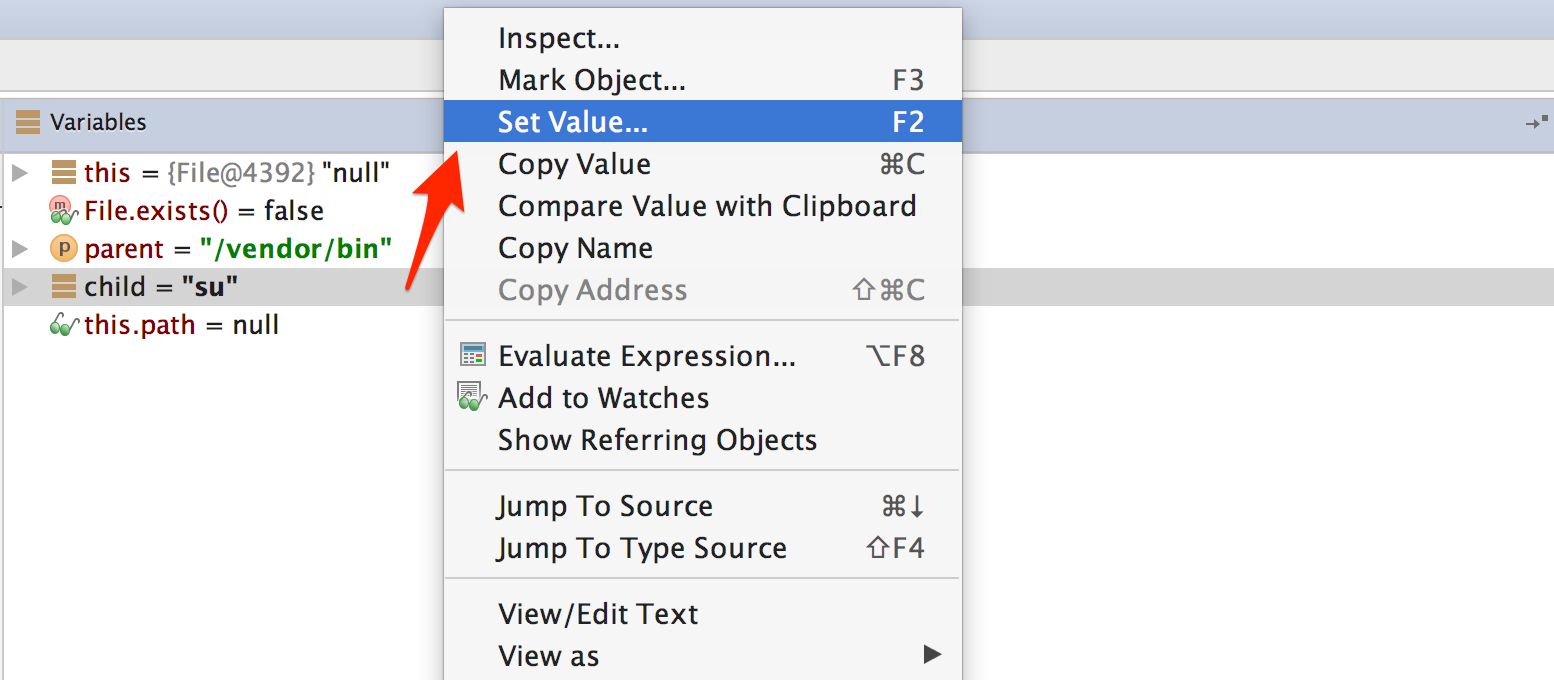 Inspect...
Mark Object... F3
Set Value... F2
Copy Value ⌘C
Compare Value with Clipboard
Copy Name
Copy Address ⇧⌘C
Evaluate Expression... ⌥F8
Add to Watches
Show Referring Objects
Jump To Source ⌘↓
Jump To Type Source ⇧F4
View/Edit Text
View as
Variables
this = {File@4392} "null"
m
File.exists() = false
p
parent = "/vendor/bin"
child = "su"
this.path = null